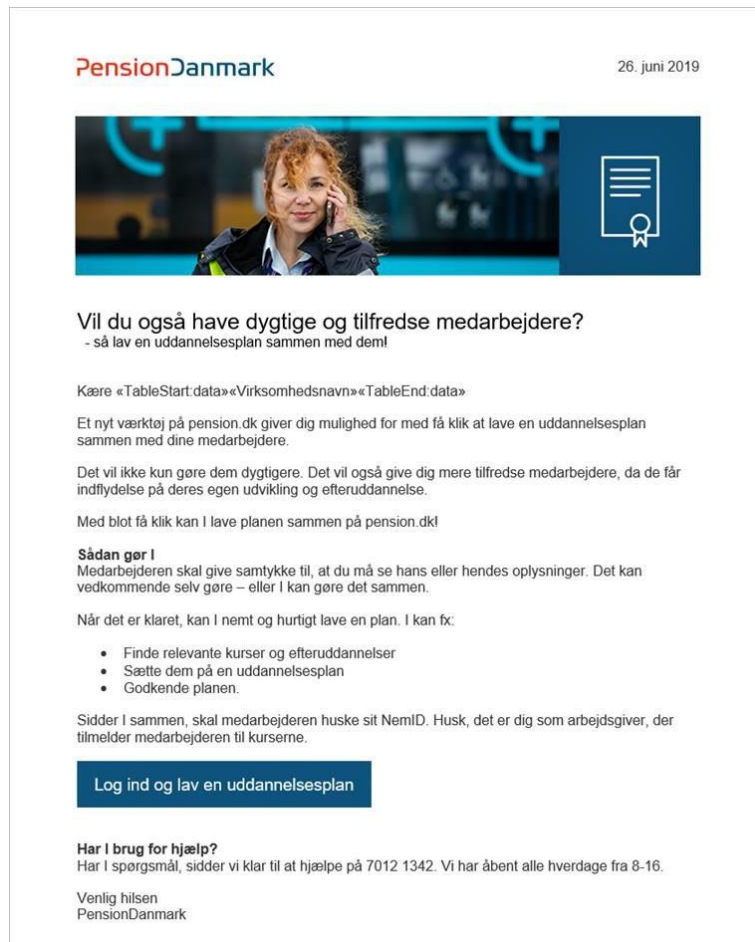 PensionDanmark
26. juni 2019
Vil du også have dygtige og tilfredse medarbejdere?
- så lav en uddannelsesplan sammen med dem!
Kære «TableStart:data»«Virksomhedsnavn»«TableEnd:data»
Et nyt værktøj på pension.dk giver dig mulighed for med få klik at lave en uddannelsesplan
sammen med dine medarbejdere.
Det vil ikke kun gøre dem dygtigere. Det vil også give dig mere tilfredse medarbejdere, da de får
indflydelse på deres egen udvikling og efteruddannelse.
Med blot få klik kan I lave planen sammen på pension.dk!
Sådan gør I
Medarbejderen skal give samtykke til, at du må se hans eller hendes oplysninger. Det kan
vedkommende selv gøre – eller I kan gøre det sammen.
Når det er klaret, kan I nemt og hurtigt lave en plan. I kan fx:
• Finde relevante kurser og efteruddannelser
• Sætte dem på en uddannelsesplan
• Godkende planen.
Sidder I sammen, skal medarbejderen huske sit NemID. Husk, det er dig som arbejdsgiver, der
tilmelder medarbejderen til kurserne.
Log ind og lav en uddannelsesplan
Har I brug for hjælp?
Har I spørgsmål, sidder vi klar til at hjælpe på 7012 1342. Vi har åbent alle hverdage fra 8-16.
Venlig hilsen
PensionDanmark